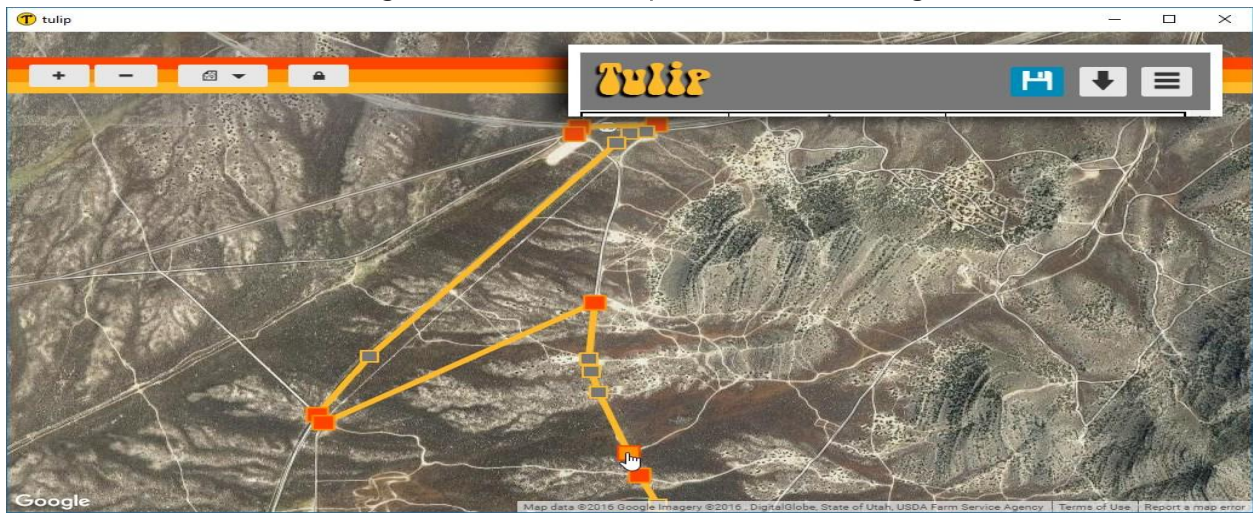 tulip
Tulip
Google
Map data ©2016 Google Imagery ©2016 , DigitalGlobe, State of Utah, USDA Farm Service Agency
Terms of Use
Report a map error